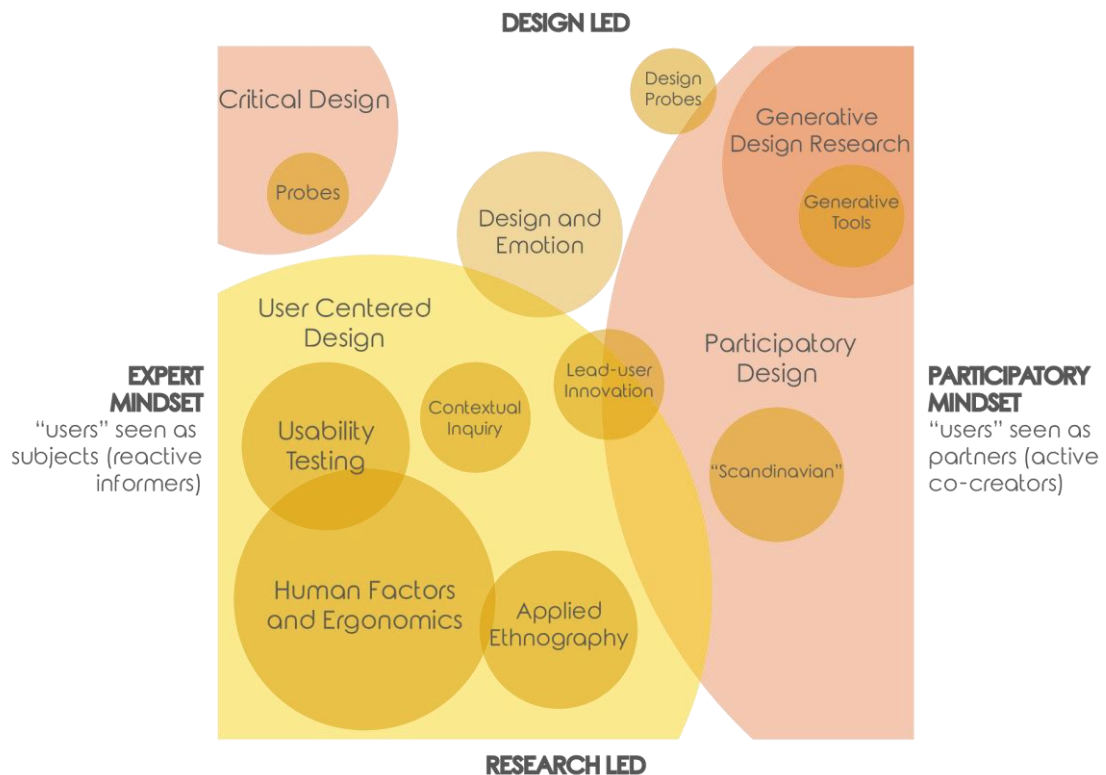 DESIGN LED
Critical Design
Probes
Design
Probes
Generative
Design Research
Generative
Tools
Design and
Emotion
User Centered
Design
Lead-user
Innovation
Participatory
Design
Contextual
Inquiry
Usability
Testing
"Scandinavian"
Human Factors
and Ergonomics
Applied
Ethnography
EXPERT
MINDSET
"users" seen as
subjects (reactive
informers)
PARTICIPATORY
MINDSET
"users" seen as
partners (active
co-creators)
RESEARCH LED